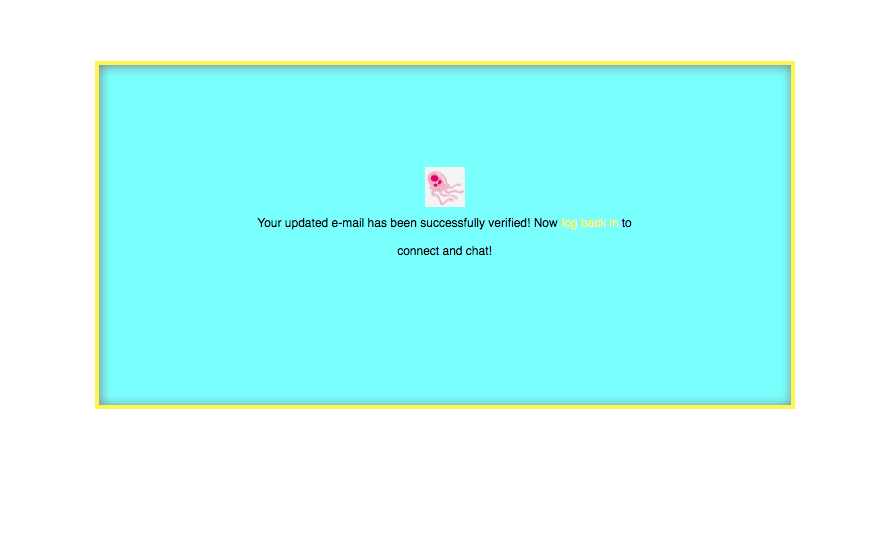 Your updated e-mail has been successfully verified! Now log back in to
connect and chat!